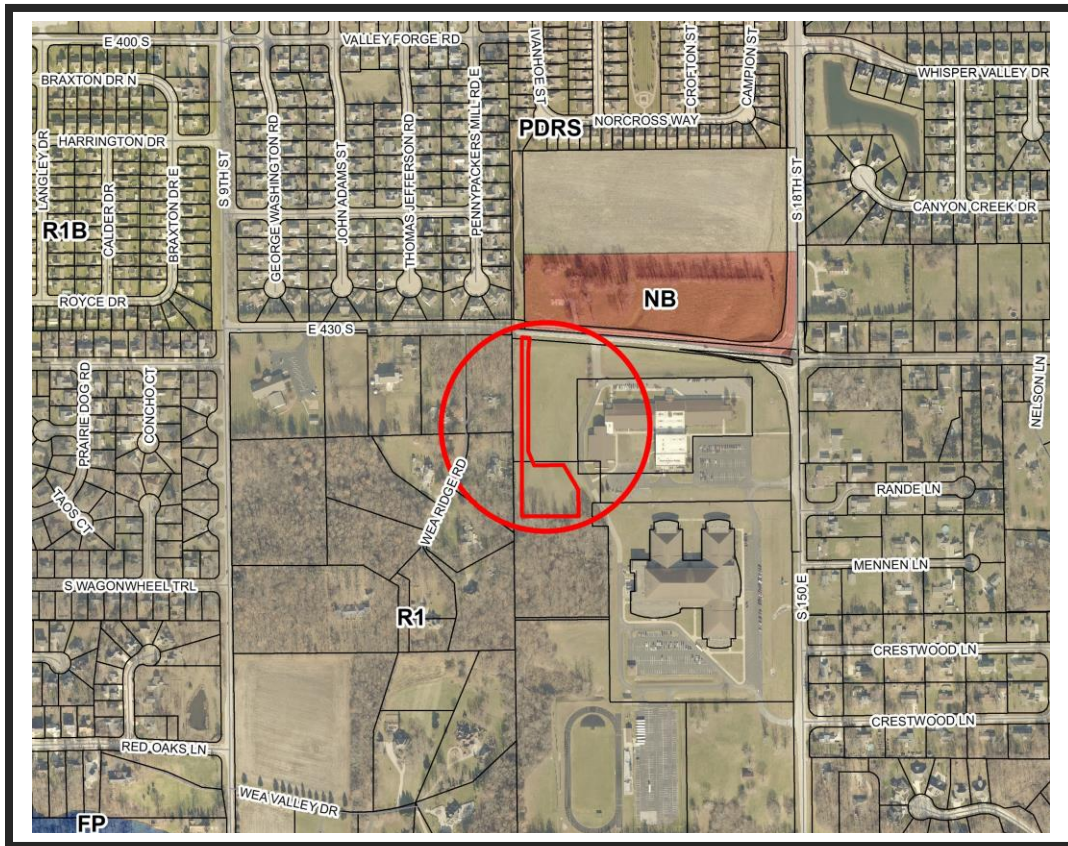 E 400 S
VALLEY FORGE RD
IVANHOE ST
CROFTON ST
CAMPION ST
WHISPER VALLEY DR
BRAXTON DR N
HARRINGTON DR
LANGLEY DR
CALDER DR
BRAXTON DR E
S 9TH ST
GEORGE WASHINGTON RD
JOHN ADAMS ST
THOMAS JEFFERSON RD
PENNYPACKERS MILL RD E
PDRS
NORCROSS WAY
S 18TH ST
CANYON CREEK DR
R1B
ROYCE DR
NB
E 430 S
PRAIRIE DOG RD
CONCHO CT
NELSON LN
TAOS CT
WEA RIDGE RD
RANDE LN
S WAGONWHEEL TRL
MENNEN LN
R1
S 150 E
CRESTWOOD LN
CRESTWOOD LN
RED OAKS LN
WEA VALLEY DR
FP